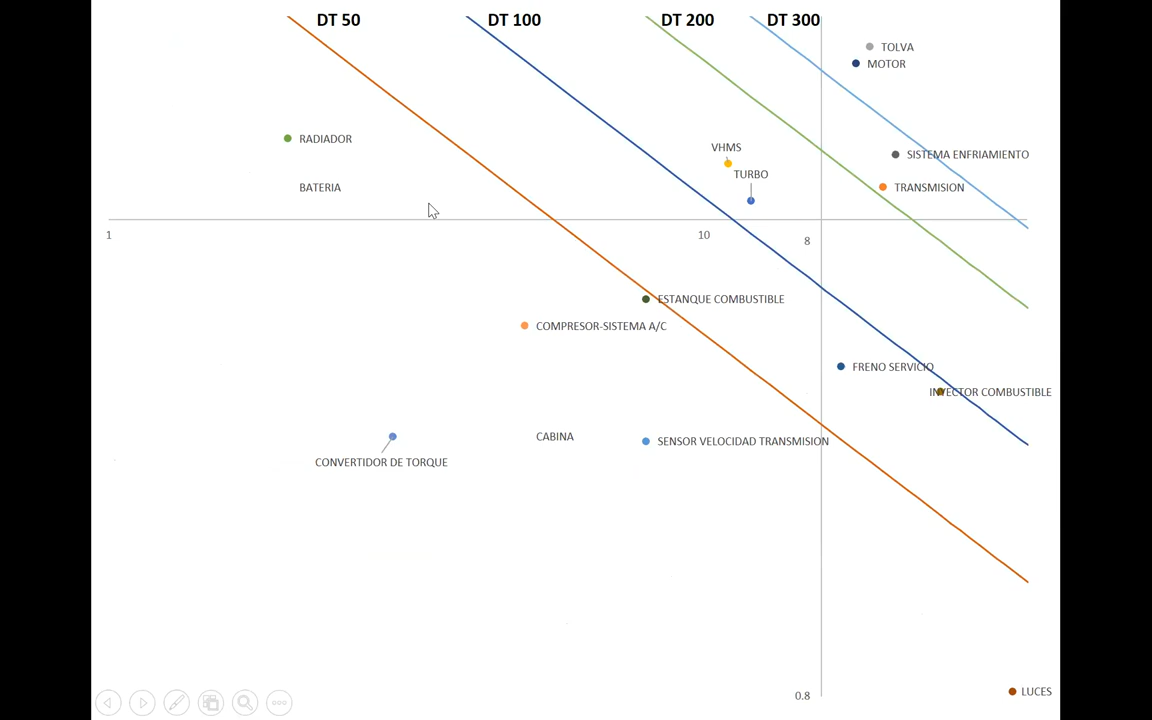 DT 50
DT 100
DT 200
DT 300
TOLVA
MOTOR
RADIADOR
VHMS
SISTEMA ENFRIAMIENTO
TURBO
BATERIA
TRANSMISION
1
10
8
ESTANQUE COMBUSTIBLE
COMPRESOR-SISTEMA A/C
FRENO SERVICIO
INYECTOR COMBUSTIBLE
CABINA
SENSOR VELOCIDAD TRANSMISION
CONVERTIDOR DE TORQUE
0.8
LUCES